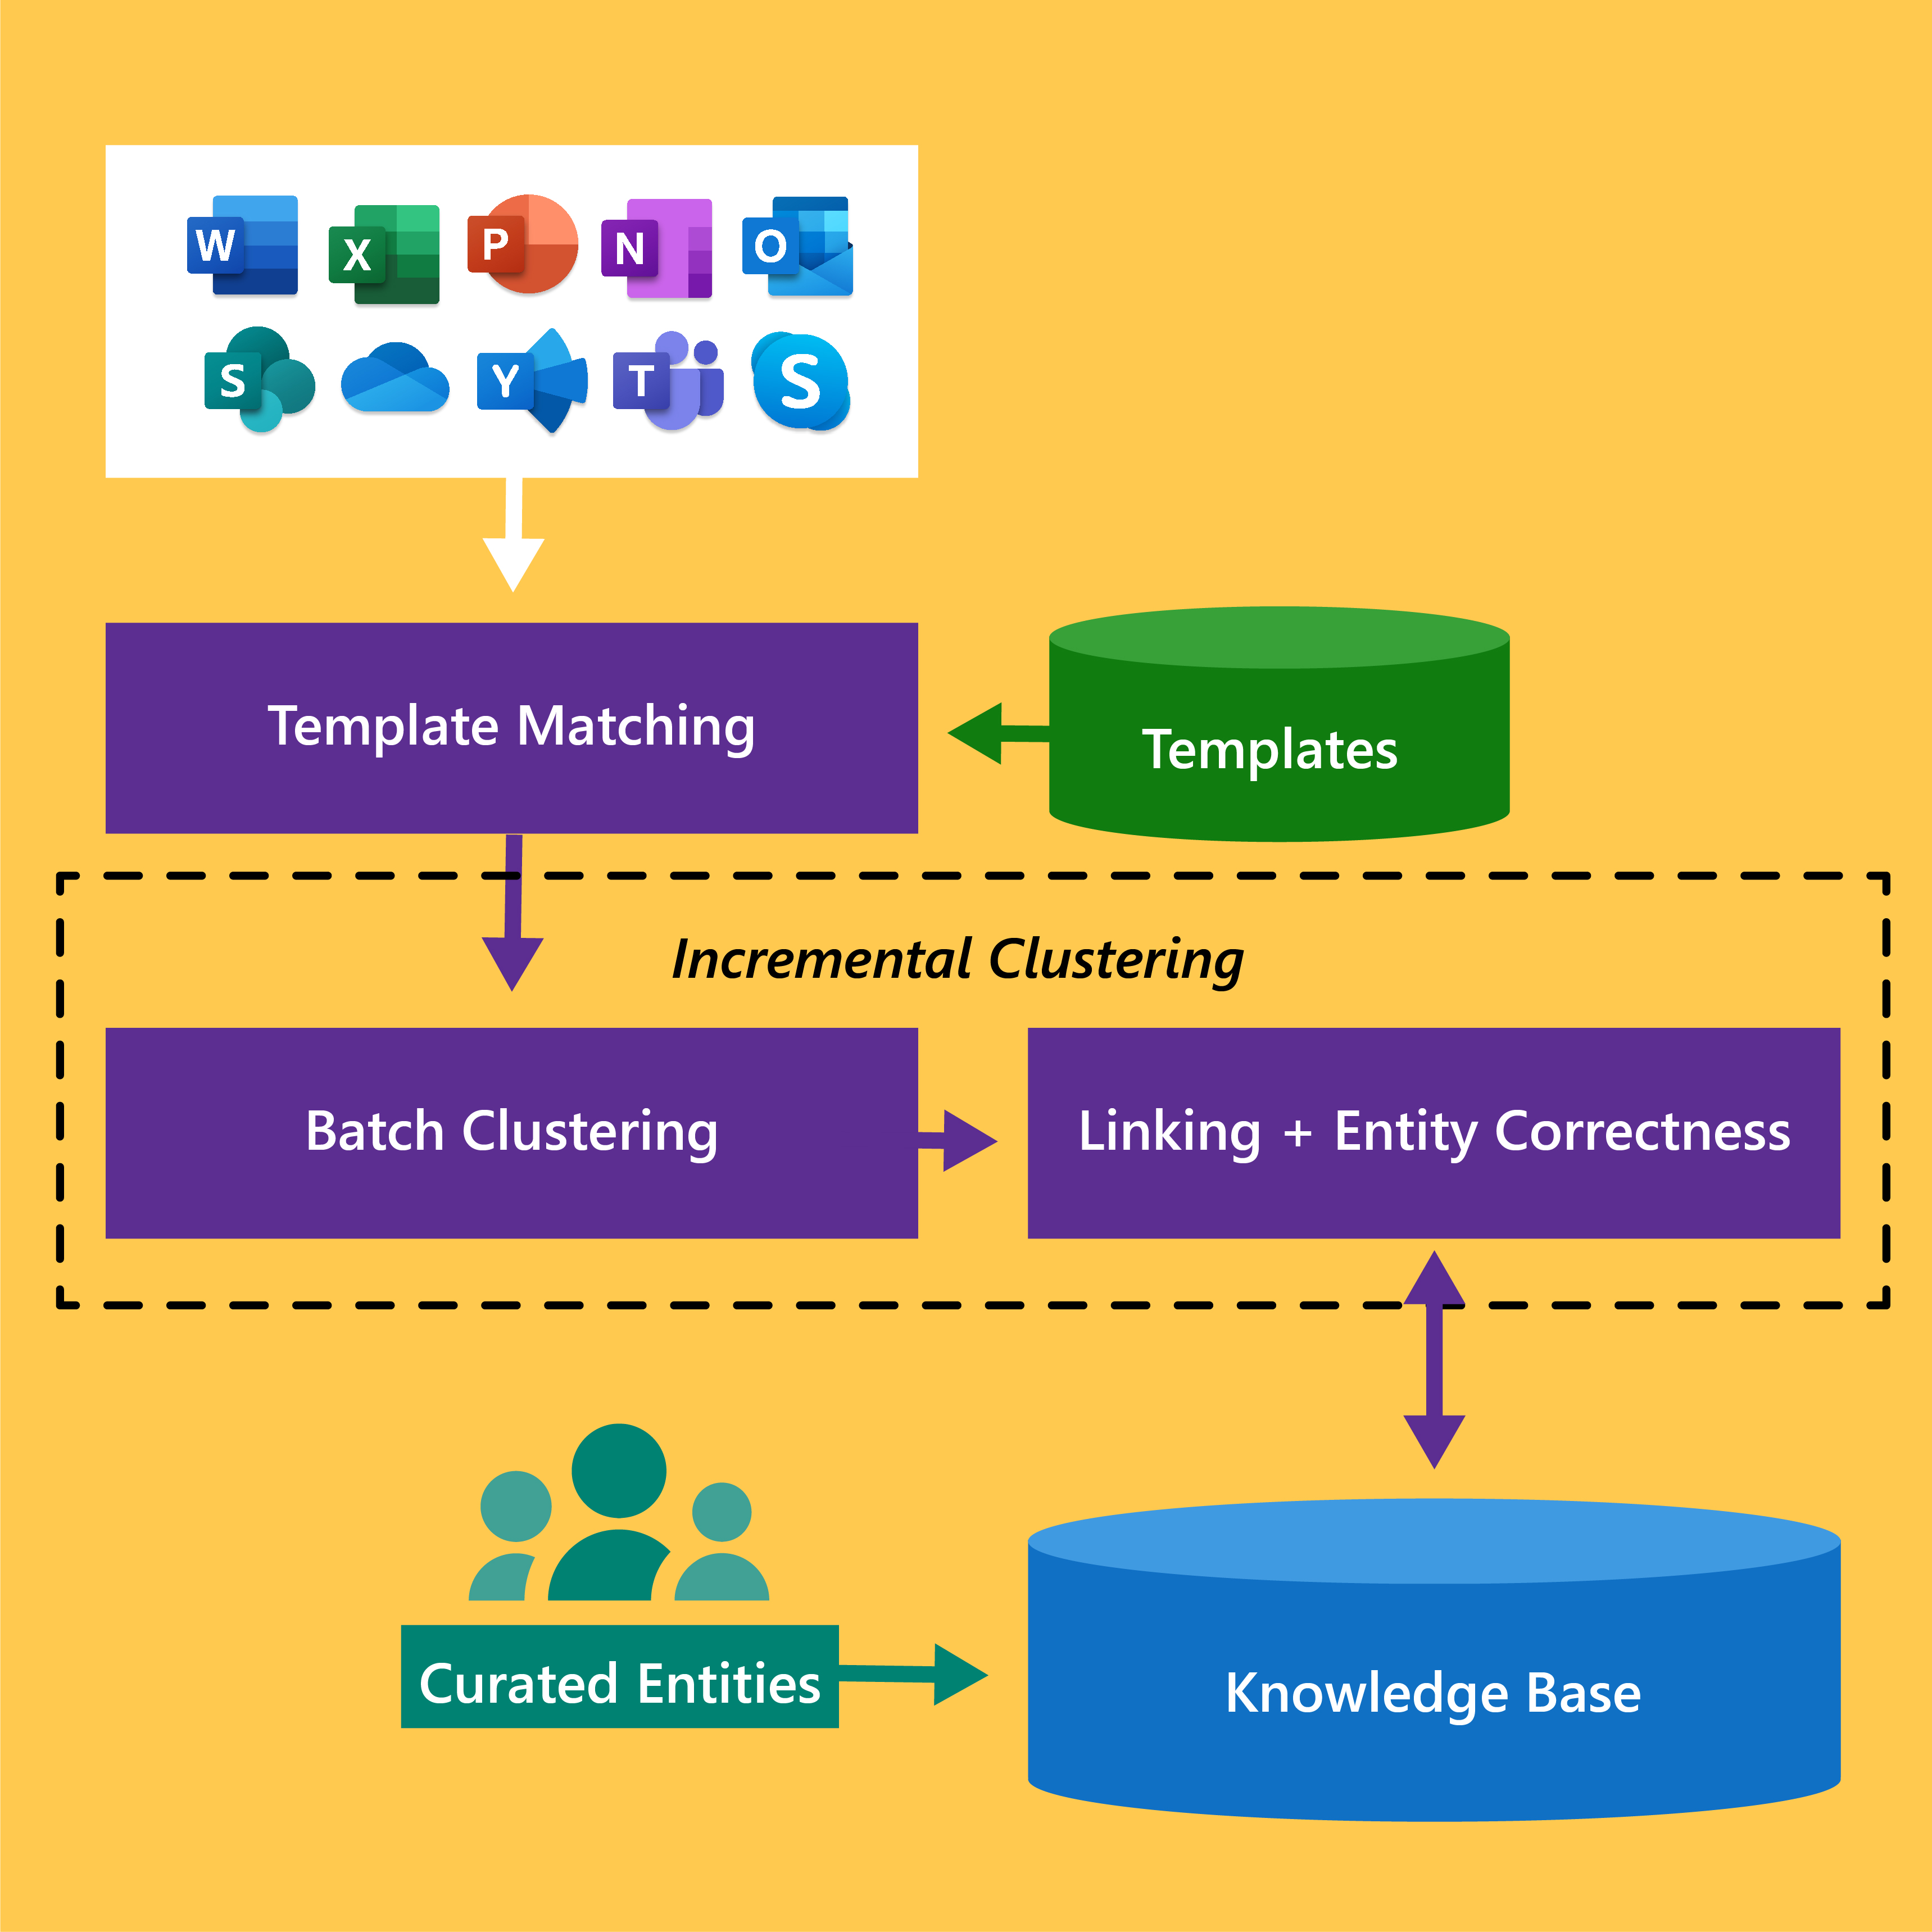 W
X
P
N
O
S
Y
T
S
Template Matching
Templates
Incremental Clustering
Batch Clustering
Linking + Entity Correctness
Curated Entities
Knowledge Base